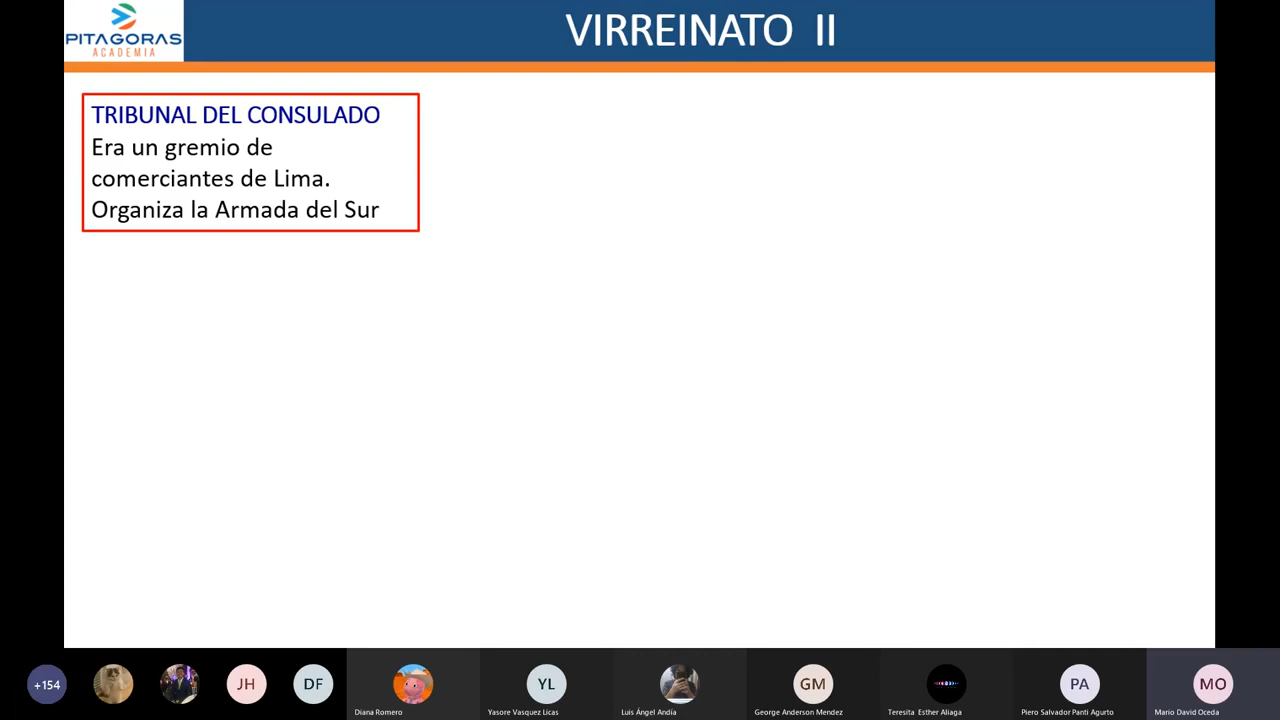 PITAGORAS
ACADEMIA
VIRREINATO II
TRIBUNAL DEL CONSULADO
Era un gremio de
comerciantes de Lima.
Organiza la Armada del Sur
+154
JH
DF
YL
GM
PA
MO
Diana Romero
Yasore Vasquez Licas
Luis Ángel Andía
George Anderson Mendez
Teresita Esther Aliaga
Piero Salvador Panti Agurto
Mario David Oceda